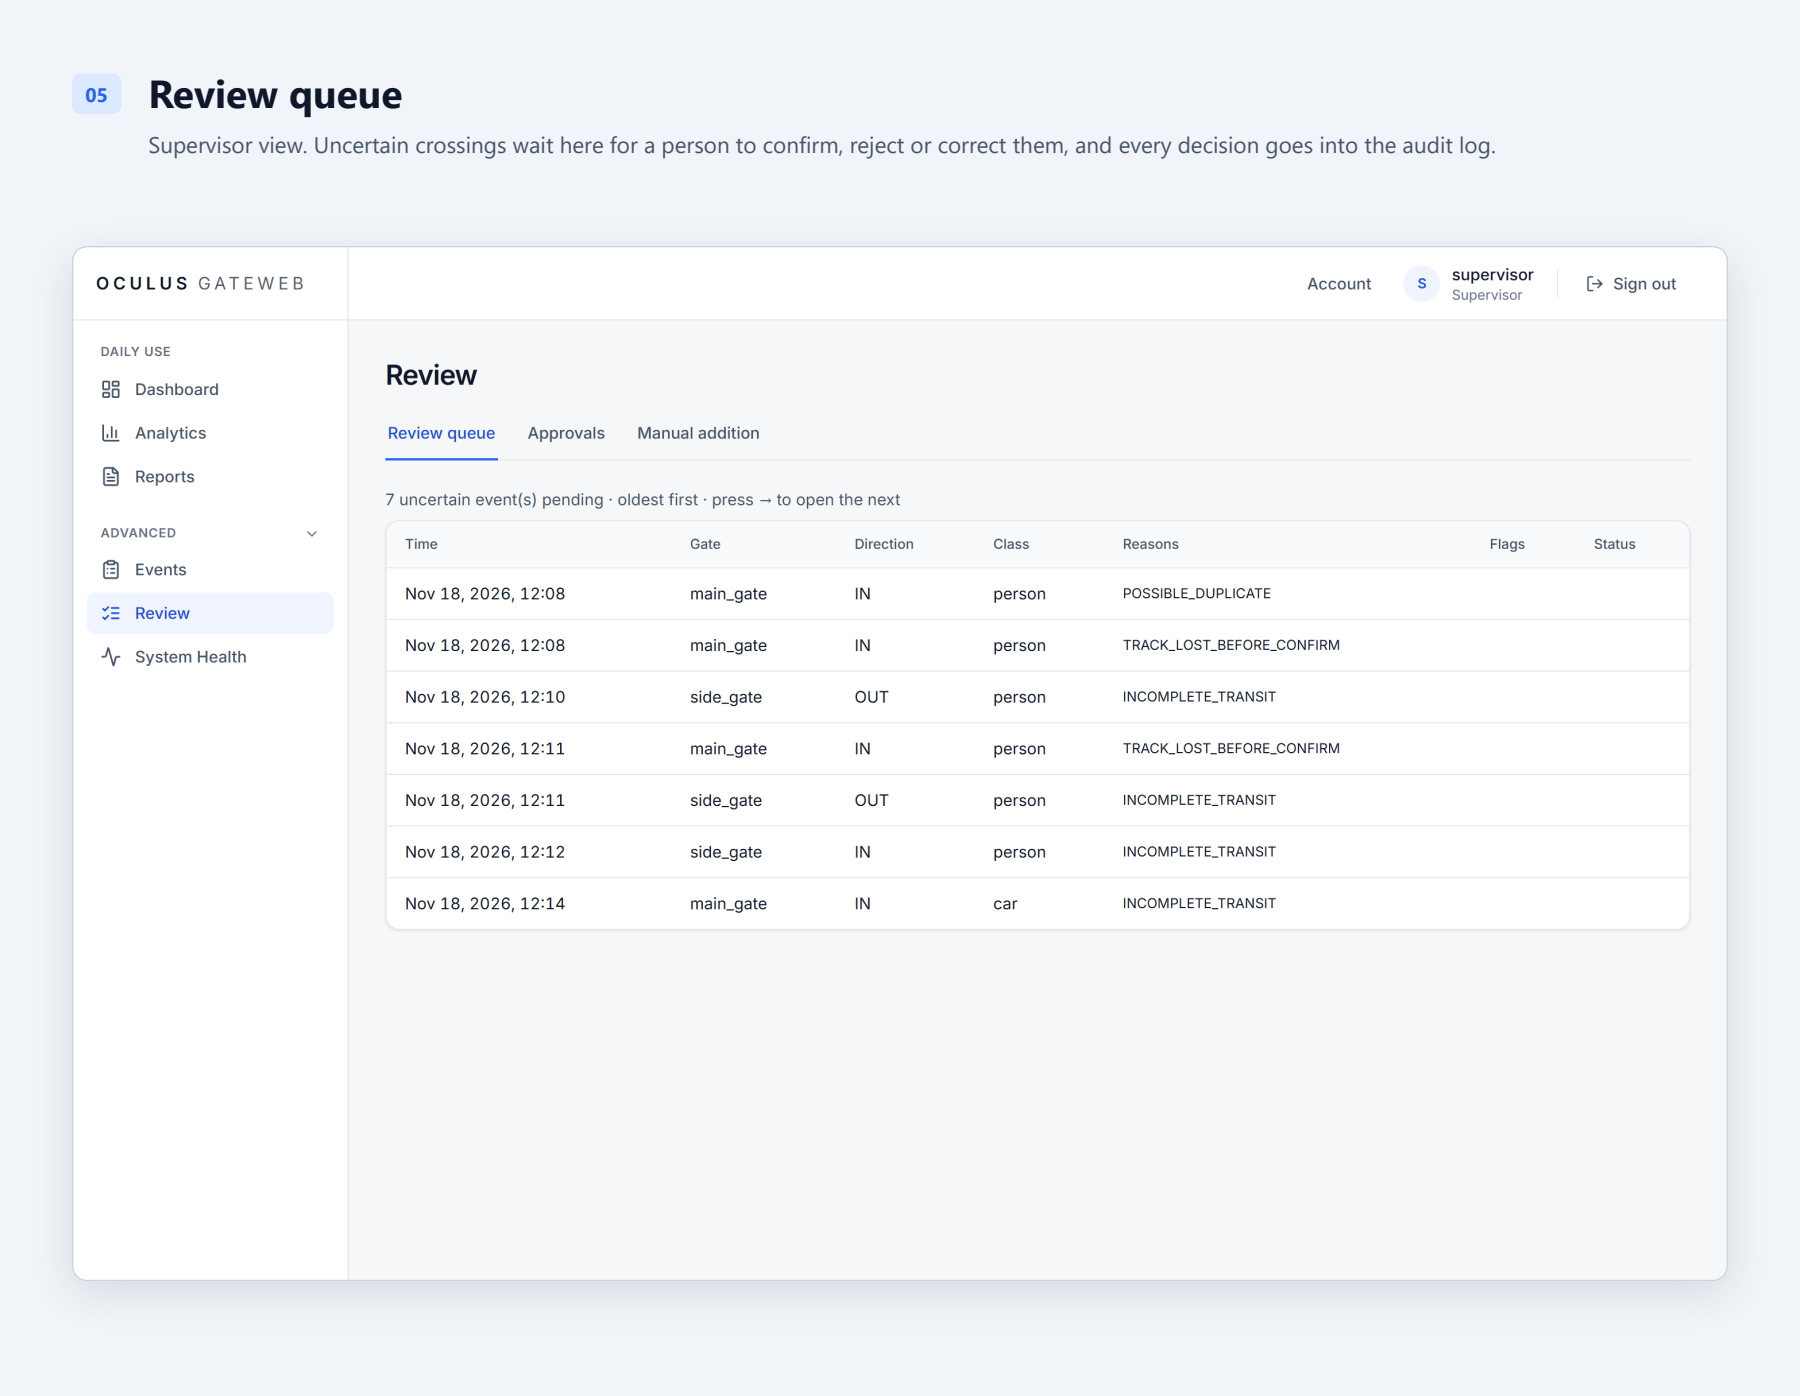 05 Review queue
Supervisor view. Uncertain crossings wait here for a person to confirm, reject or correct them, and every decision goes into the audit log.
OCULUS GATEWEB
Account
S
supervisor
Supervisor
Sign out
DAILY USE
Dashboard
Analytics
Reports
ADVANCED
Events
Review
System Health
Review
Review queue Approvals Manual addition
7 uncertain event(s) pending · oldest first · press → to open the next
Time Gate Direction Class Reasons Flags Status
Nov 18, 2026, 12:08 main_gate IN person POSSIBLE_DUPLICATE
Nov 18, 2026, 12:08 main_gate IN person TRACK_LOST_BEFORE_CONFIRM
Nov 18, 2026, 12:10 side_gate OUT person INCOMPLETE_TRANSIT
Nov 18, 2026, 12:11 main_gate IN person TRACK_LOST_BEFORE_CONFIRM
Nov 18, 2026, 12:11 side_gate OUT person INCOMPLETE_TRANSIT
Nov 18, 2026, 12:12 side_gate IN person INCOMPLETE_TRANSIT
Nov 18, 2026, 12:14 main_gate IN car INCOMPLETE_TRANSIT